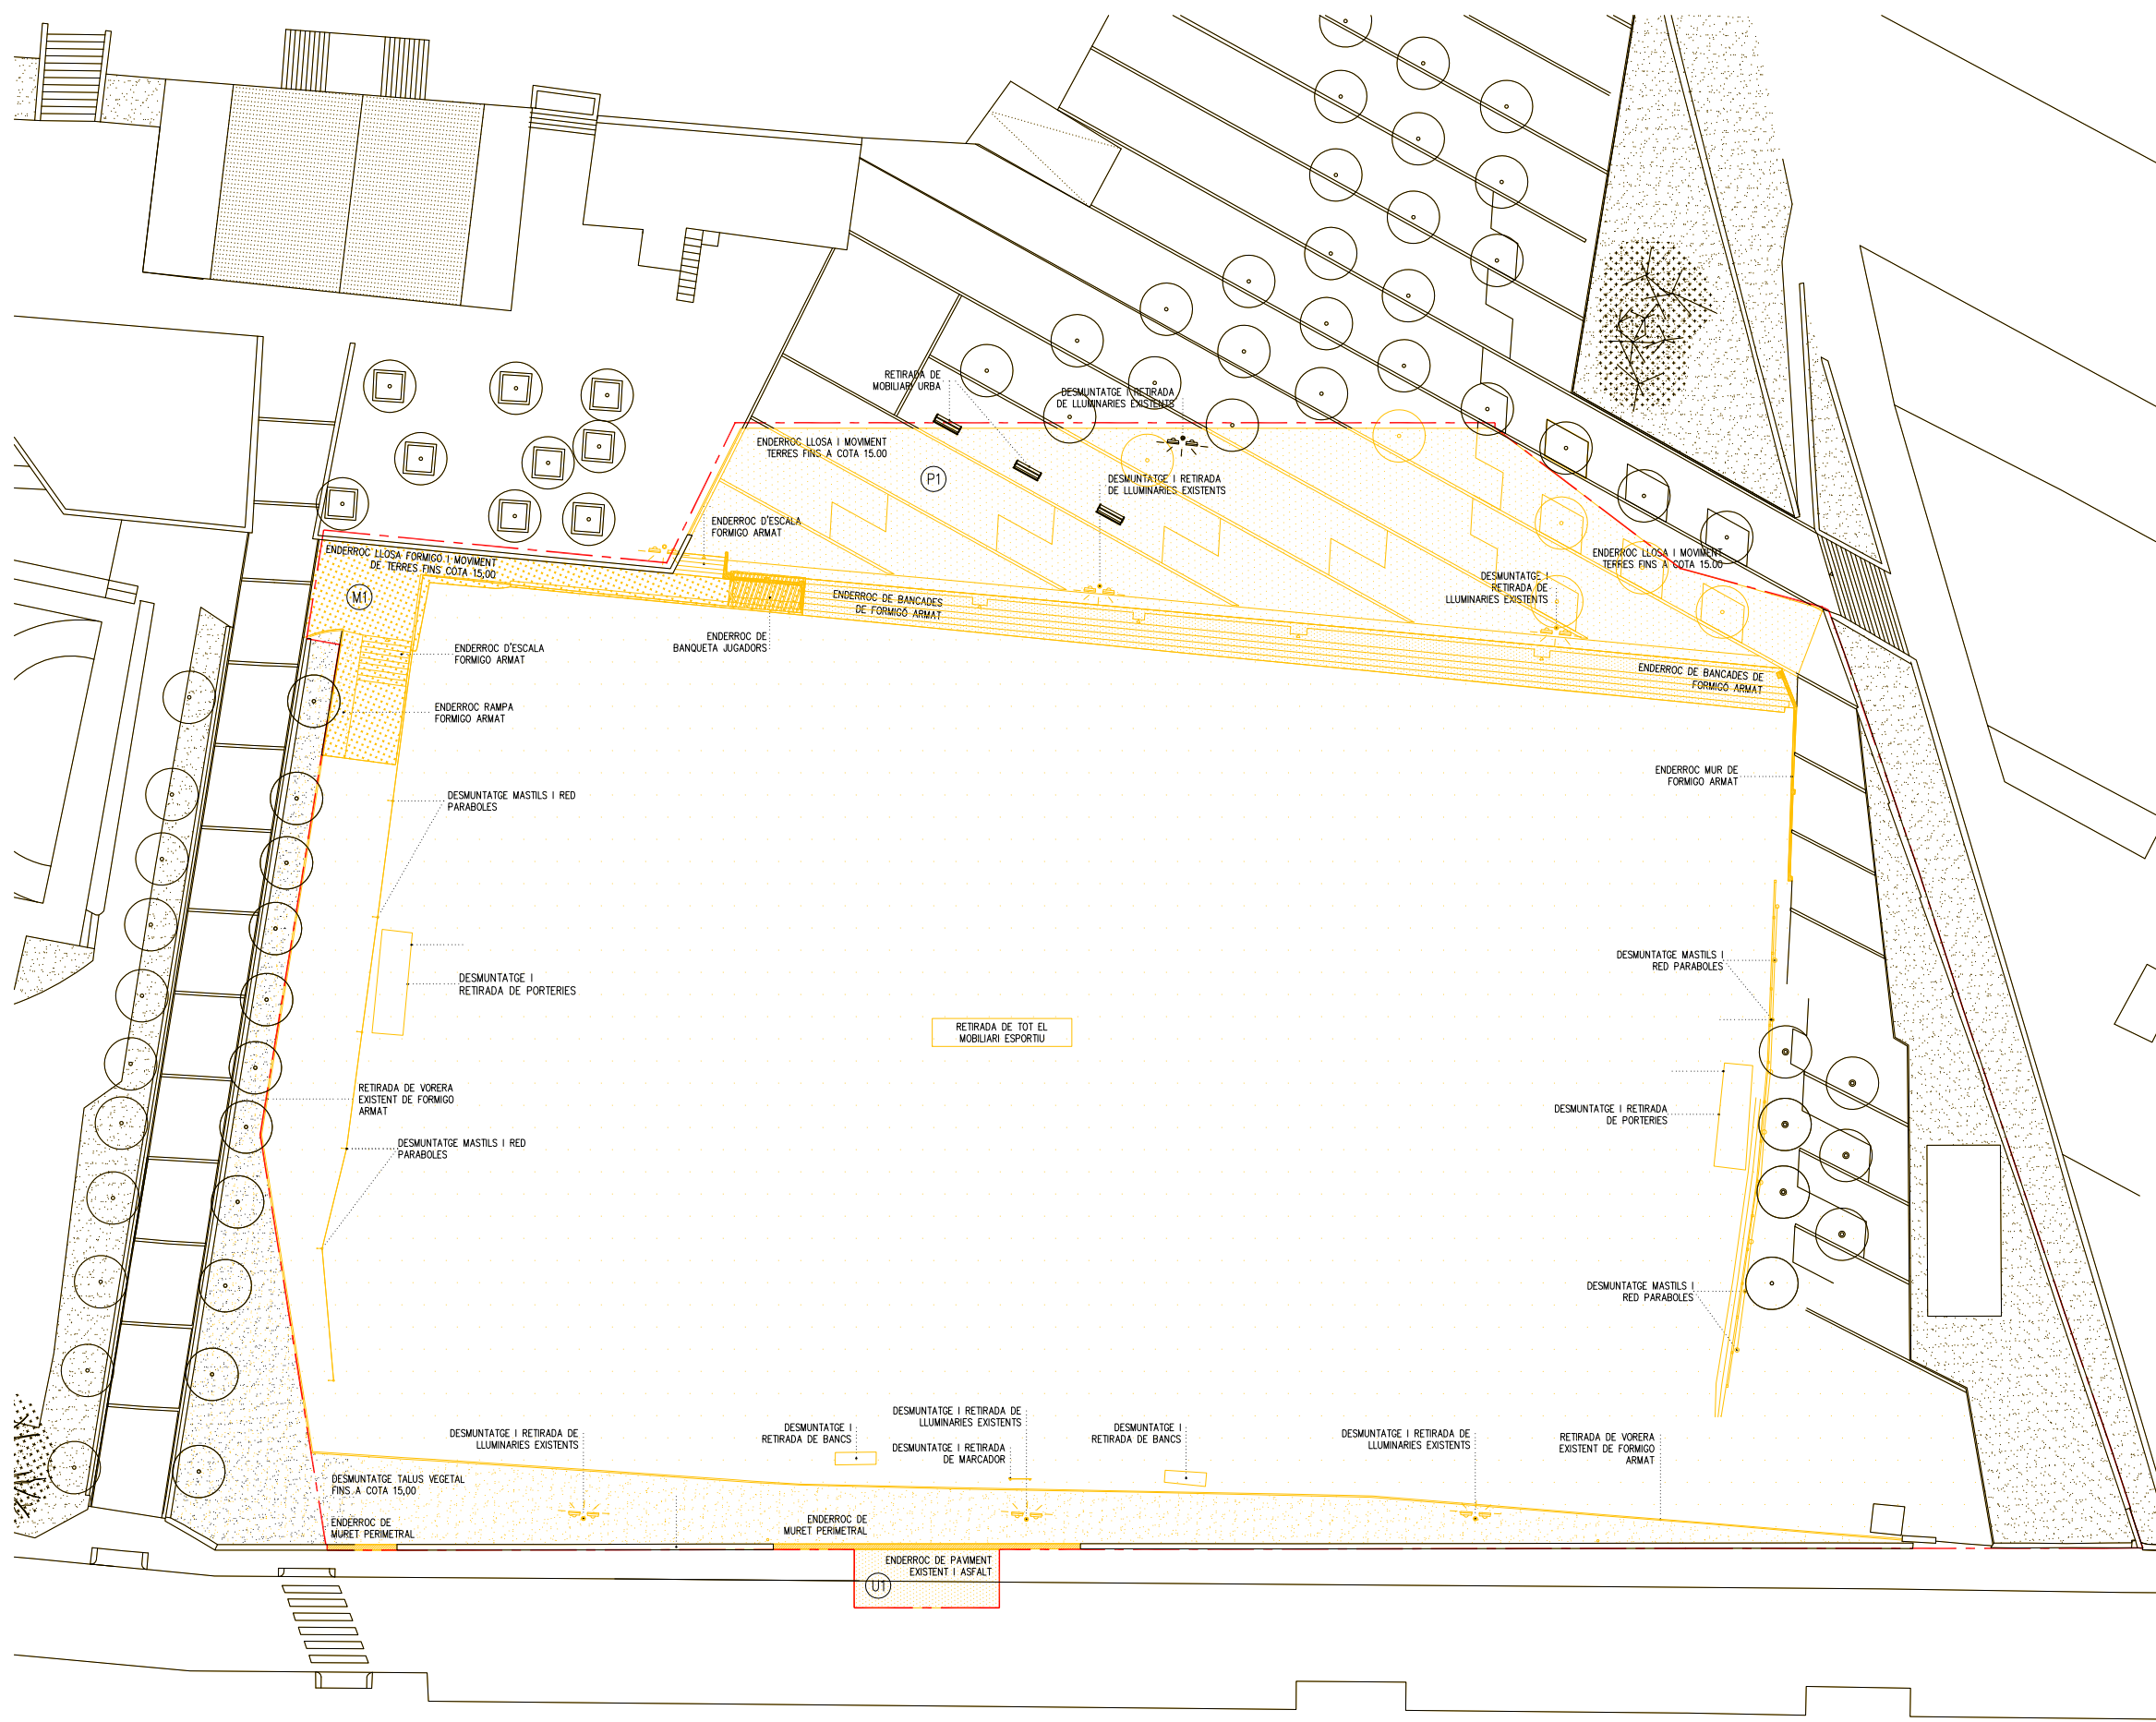 RETIRADA DE
MOBILIARI URBA
DESMUNTATGE I RETIRADA
DE LLUMINARIES EXISTENTS
ENDERROC LLOSA I MOVIMENT
TERRES FINS A COTA 15.00
P1
DESMUNTATGE I RETIRADA
DE LLUMINARIES EXISTENTS
ENDERROC D'ESCALA
FORMIGO ARMAT
ENDERROC LLOSA FORMIGO I MOVIMENT
DE TERRES FINS COTA 15,00
M1
ENDERROC LLOSA I MOVIMENT
TERRES FINS A COTA 15.00
DESMUNTATGE I
RETIRADA DE
LLUMINARIES EXISTENTS
ENDERROC DE BANCADES
DE FORMIGÓ ARMAT
ENDERROC DE
BANQUETA JUGADORS
ENDERROC D'ESCALA
FORMIGO ARMAT
ENDERROC DE BANCADES DE
FORMIGÓ ARMAT
ENDERROC RAMPA
FORMIGO ARMAT
ENDERROC MUR DE
FORMIGO ARMAT
DESMUNTATGE MASTILS I RED
PARABOLES
DESMUNTATGE MASTILS I
RED PARABOLES
DESMUNTATGE I
RETIRADA DE PORTERIES
RETIRADA DE TOT EL
MOBILIARI ESPORTIU
RETIRADA DE VORERA
EXISTENT DE FORMIGO
ARMAT
DESMUNTATGE I RETIRADA
DE PORTERIES
DESMUNTATGE MASTILS I RED
PARABOLES
DESMUNTATGE MASTILS I
RED PARABOLES
DESMUNTATGE I RETIRADA DE
LLUMINARIES EXISTENTS
DESMUNTATGE I
RETIRADA DE BANCS
DESMUNTATGE I RETIRADA DE
LLUMINARIES EXISTENTS
DESMUNTATGE I RETIRADA
DE MARCADOR
DESMUNTATGE I
RETIRADA DE BANCS
DESMUNTATGE I RETIRADA DE
LLUMINARIES EXISTENTS
RETIRADA DE VORERA
EXISTENT DE FORMIGO
ARMAT
DESMUNTATGE TALUS VEGETAL
FINS A COTA 15,00
ENDERROC DE
MURET PERIMETRAL
ENDERROC DE
MURET PERIMETRAL
ENDERROC DE PAVIMENT
EXISTENT I ASFALT
U1